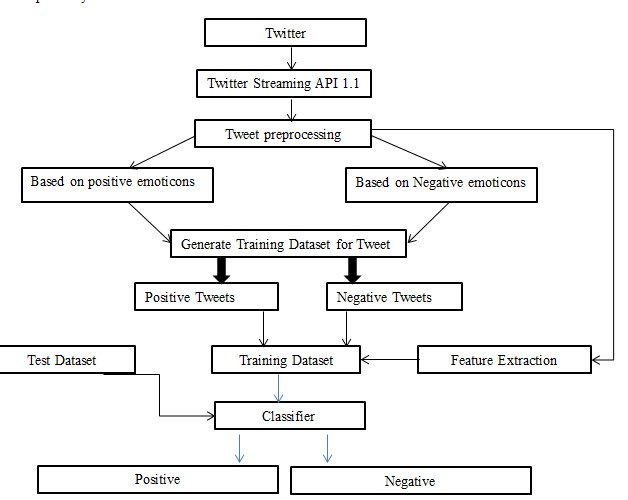 Twitter
Twitter Streaming API 1.1
Tweet preprocessing
Based on positive emoticons
Based on Negative emoticons
Generate Training Dataset for Tweet
Positive Tweets
Negative Tweets
Test Dataset
Training Dataset
Feature Extraction
Classifier
Positive
Negative